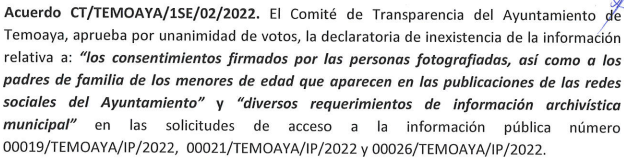 Acuerdo CT/TEMOAYA/1SE/02/2022. El Comité de Transparencia del Ayuntamiento de
Temoaya, aprueba por unanimidad de votos, la declaratoria de inexistencia de la información
relativa a: “los consentimientos firmados por las personas fotografiadas, así como a los
padres de familia de los menores de edad que aparecen en las publicaciones de las redes
sociales del Ayuntamiento” y “diversos requerimientos de información archivística
municipal” en las solicitudes de acceso a la información pública número
00019/TEMOAYA/IP/2022, 00021/TEMOAYA/IP/2022 y 00026/TEMOAYA/IP/2022.